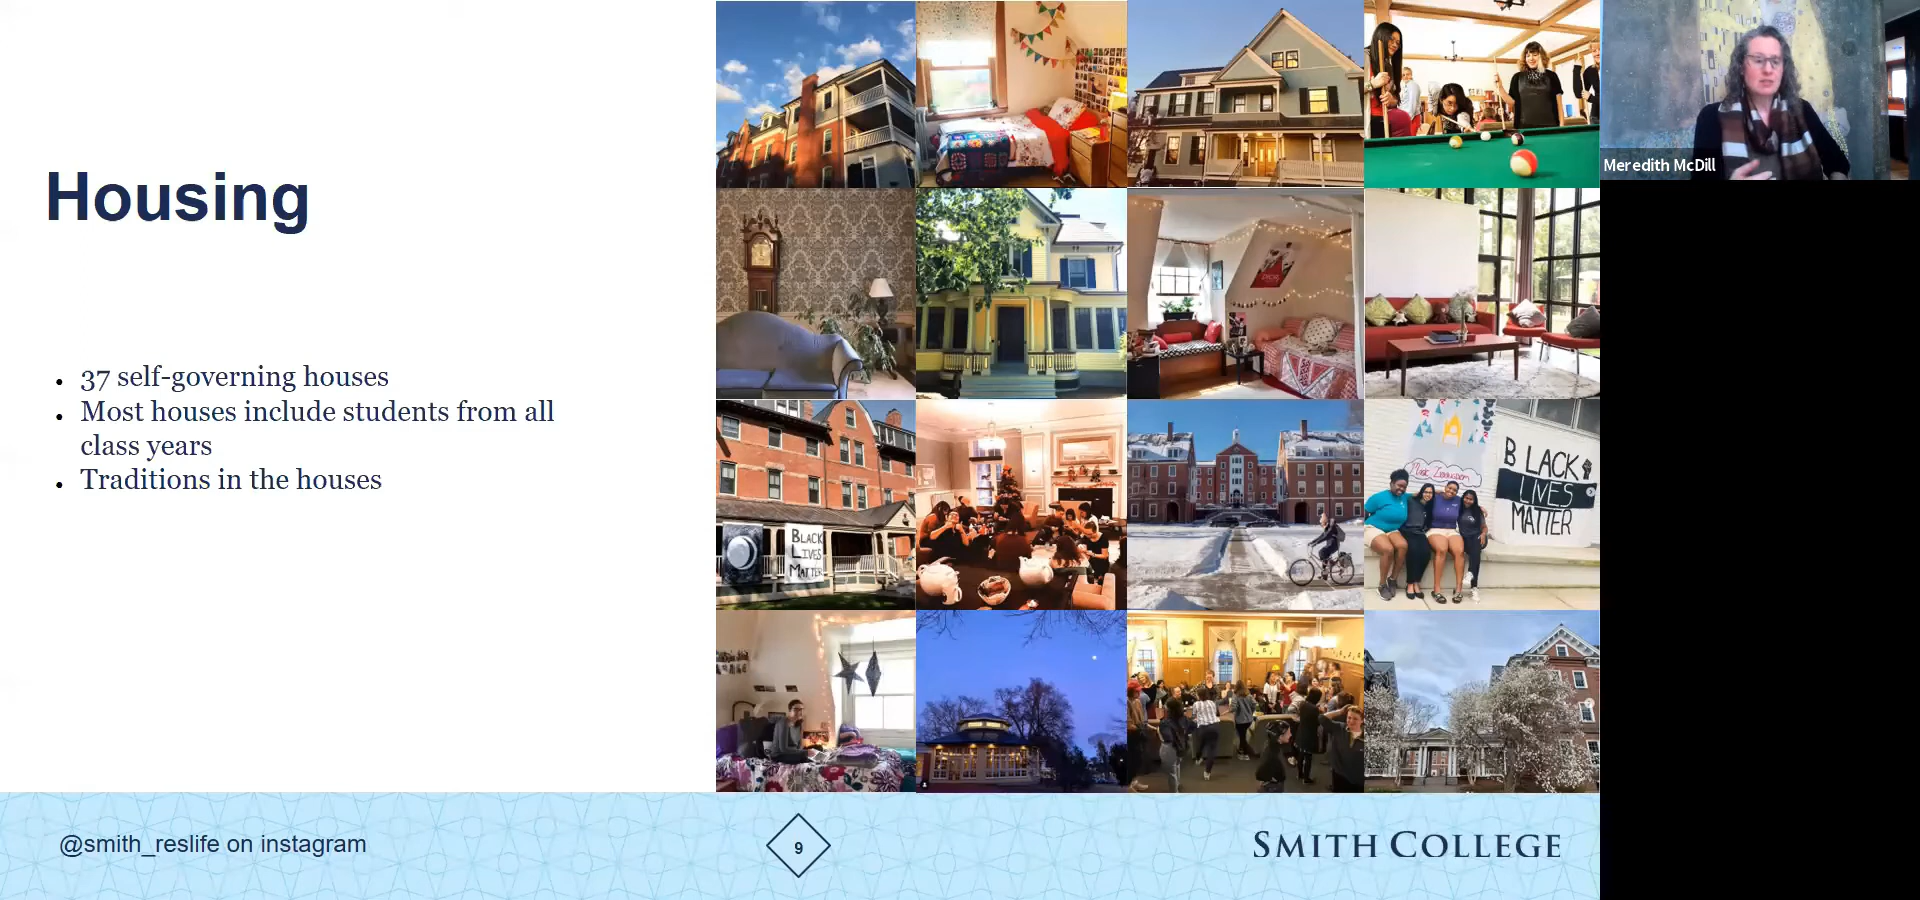 Housing
37 self-governing houses
Most houses include students from all
class years
Traditions in the houses
BLACK
LIVES
MATTER
BLACK
LIVES
MATTER
@smith_reslife on instagram
9
SMITH COLLEGE
Meredith McDill